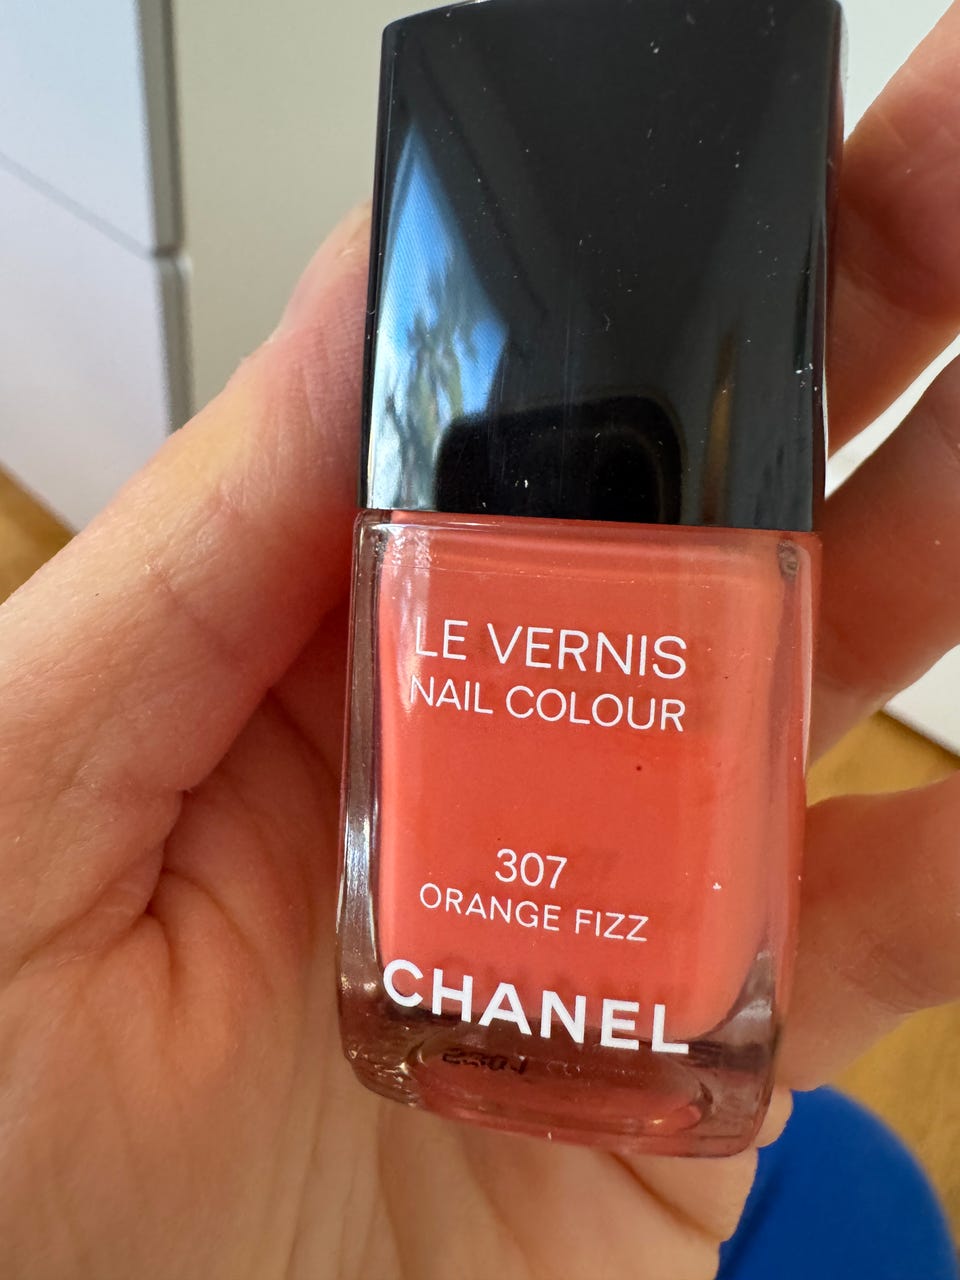 LE VERNIS
NAIL COLOUR
307
ORANGE FIZZ
CHANEL